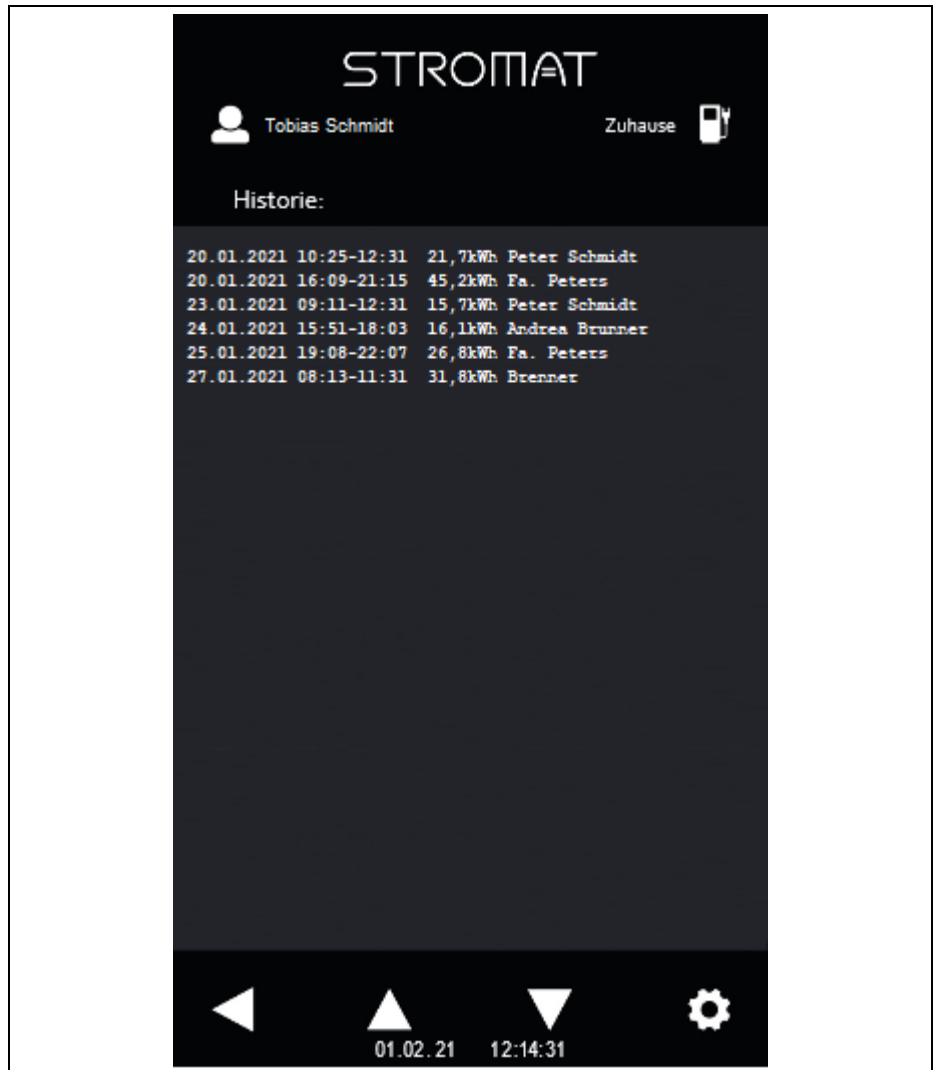 STROMAT
Tobias Schmidt Zuhause
Historie:
20.01.2021 10:25-12:31 21,7kWh Peter Schmidt
20.01.2021 16:09-21:15 45,2kWh Fa. Peters
23.01.2021 09:11-12:31 15,7kWh Peter Schmidt
24.01.2021 15:51-18:03 16,1kWh Andrea Brunner
25.01.2021 19:08-22:07 26,8kWh Fa. Peters
27.01.2021 08:13-11:31 31,8kWh Brenner
01.02.21 12:14:31